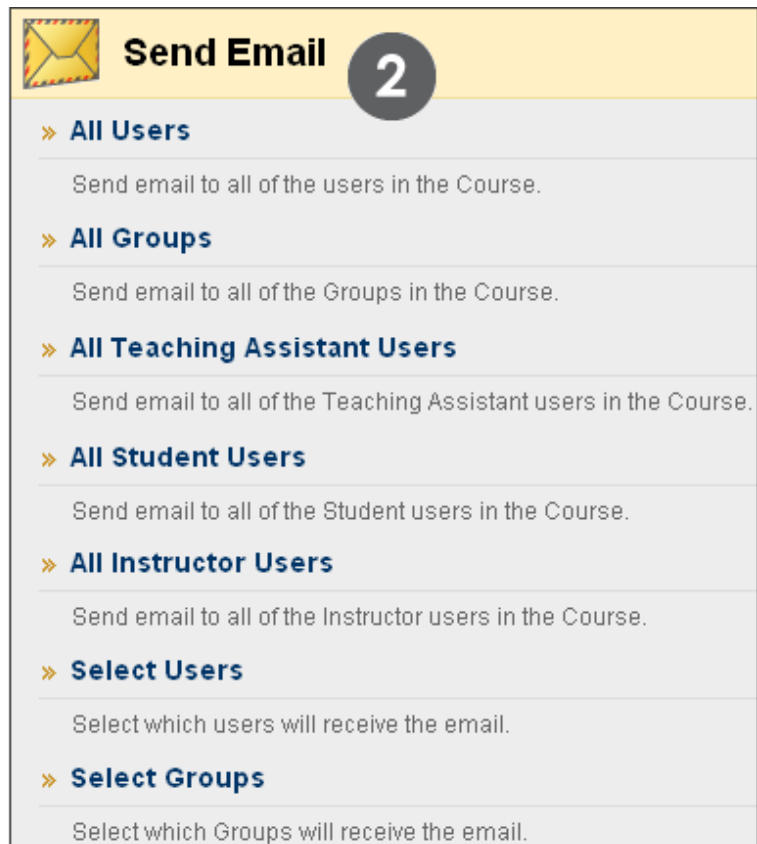 Send Email
2
» All Users
Send email to all of the users in the Course.
» All Groups
Send email to all of the Groups in the Course.
» All Teaching Assistant Users
Send email to all of the Teaching Assistant users in the Course.
» All Student Users
Send email to all of the Student users in the Course.
» All Instructor Users
Send email to all of the Instructor users in the Course.
» Select Users
Select which users will receive the email.
» Select Groups
Select which Groups will receive the email.